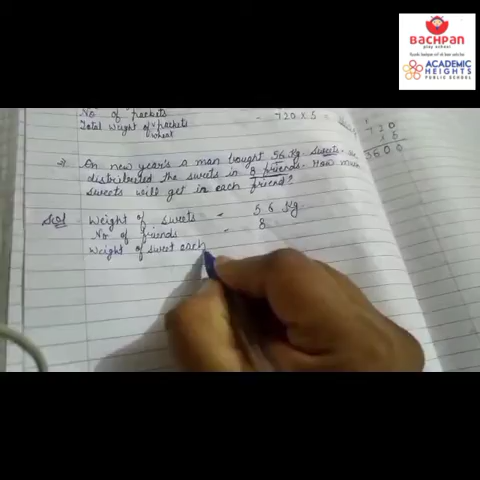 BACHPAN
play school
ACADEMIC
HEIGHTS
PUBLIC SCHOOL
No of packets
Total Weight of packets - 720 x 5 =
wheat
720
x 5
3600
On new year's a man bought 56 Kg sweets. He
distributed the sweets in 8 friends. How much
sweets will get in each friend?
Sol Weight of sweets - 56 Kg
No of friends - 8
Weight of sweet each